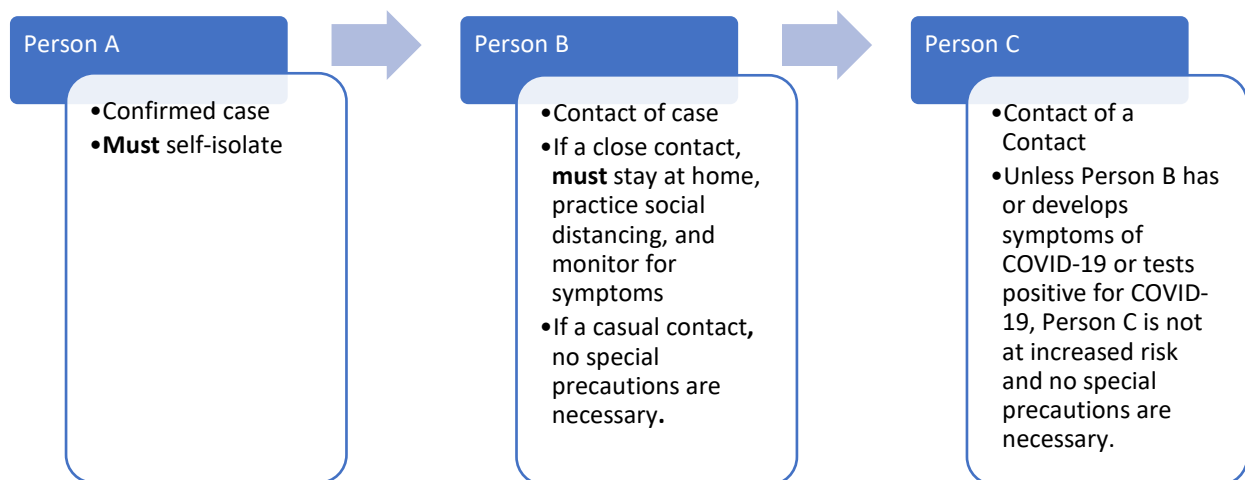 Person A
•Confirmed case
•Must self-isolate
Person B
•Contact of case
•If a close contact,
must stay at home,
practice social
distancing, and
monitor for
symptoms
•If a casual contact,
no special
precautions are
necessary.
Person C
•Contact of a
Contact
•Unless Person B has
or develops
symptoms of
COVID-19 or tests
positive for COVID-
19, Person C is not
at increased risk
and no special
precautions are
necessary.